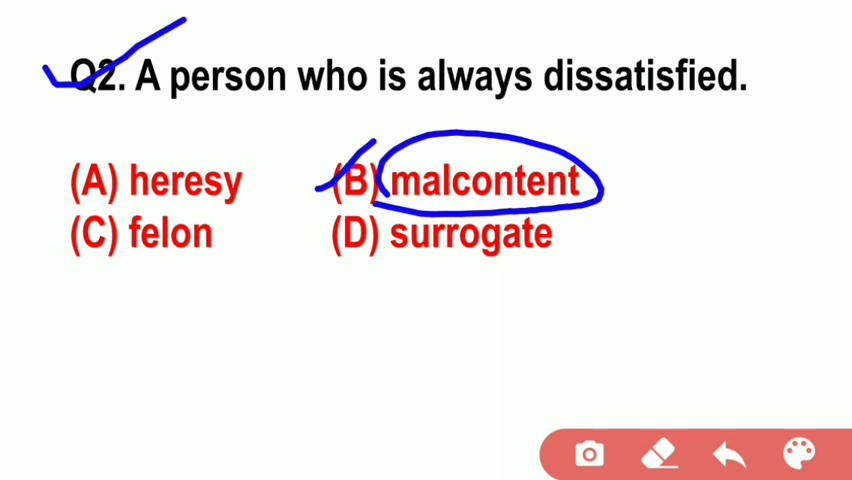 Q2. A person who is always dissatisfied.
(A) heresy (B) malcontent
(C) felon (D) surrogate